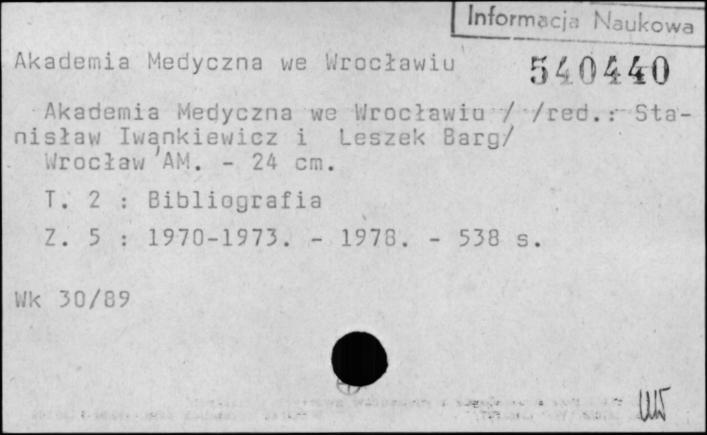 Informacja Naukowa
Akademia Medyczna we Wrocławiu
540440
Akademia Medyczna we Wrocławiu / /red.: Sta-
nisław Iwankiewicz i Leszek Barg/
Wrocław AM. - 24 cm.
T. 2 : Bibliografia
Z. 5 : 1970-1973. - 1978. - 538 s.
Wk 30/89